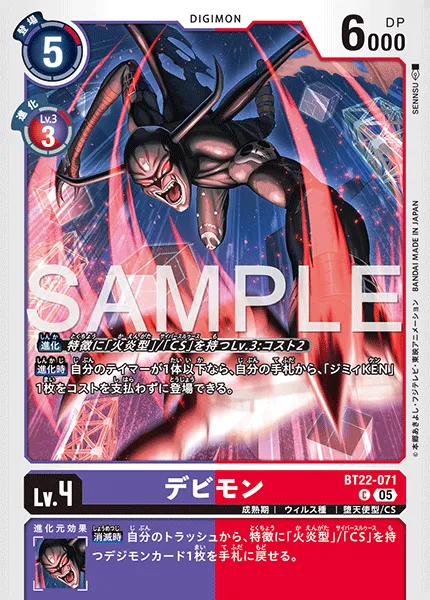 DIGIMON
登場
5
DP
6000
進化
Lv.3
3
SENNSU
© 本郷あきよし・フジテレビ・東映アニメーション BANDAI MADE IN JAPAN
SAMPLE
進化 特徴に「火炎型」/「CS」を持つLv.3:コスト2
進化時 自分のテイマーが1体以下なら、自分の手札から、「ジミィKEN」
1枚をコストを支払わずに登場できる。
Lv.4
デビモン
BT22-071
C 05
成熟期 | ウィルス種 | 堕天使型/CS
進化元効果
消滅時 自分のトラッシュから、特徴に「火炎型」/「CS」を持
つデジモンカード1枚を手札に戻せる。